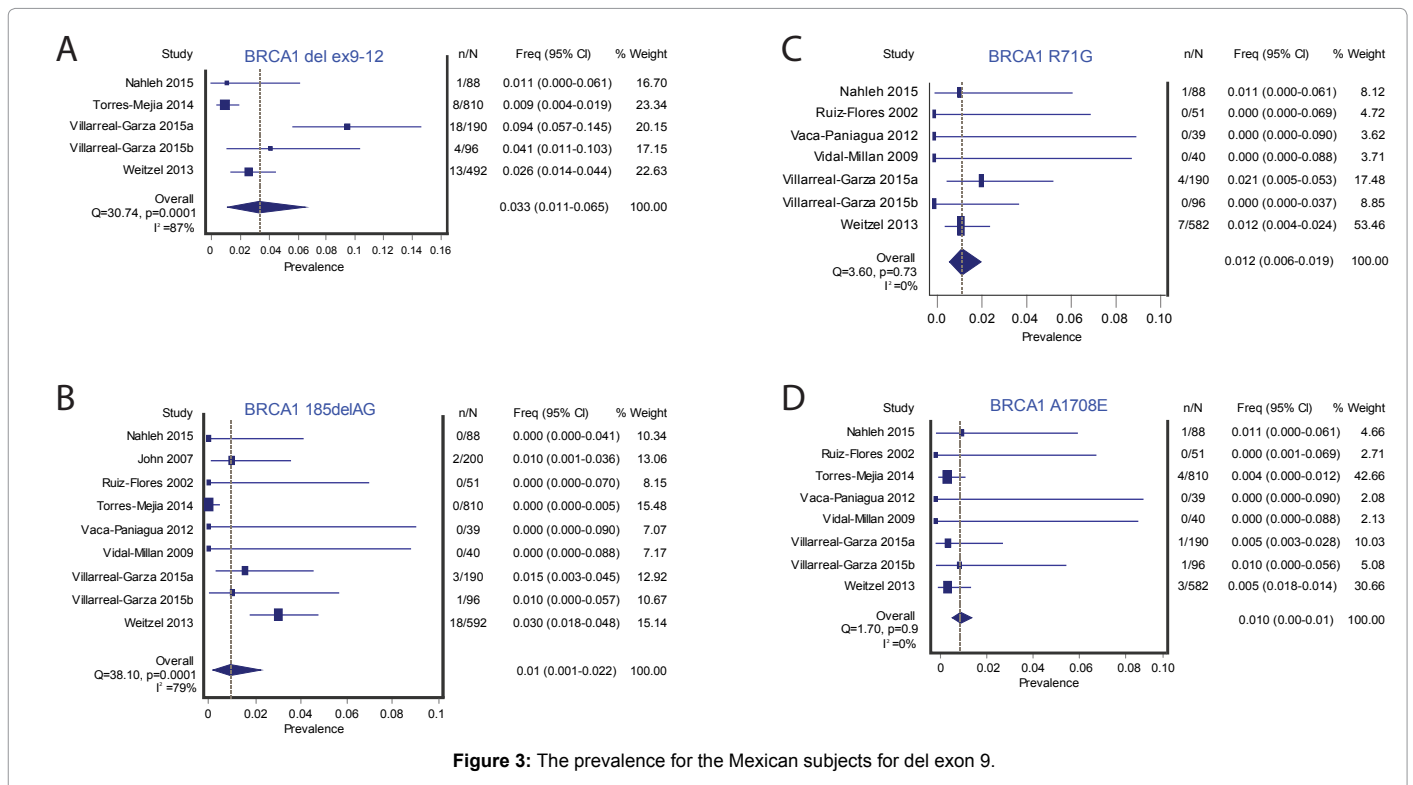 A
Study BRCA1 del ex9-12 n/N Freq (95% CI) % Weight
Nahleh 2015 1/88 0.011 (0.000-0.061) 16.70
Torres-Mejia 2014 8/810 0.009 (0.004-0.019) 23.34
Villarreal-Garza 2015a 18/190 0.094 (0.057-0.145) 20.15
Villarreal-Garza 2015b 4/96 0.041 (0.011-0.103) 17.15
Weitzel 2013 13/492 0.026 (0.014-0.044) 22.63
Overall 0.033 (0.011-0.065) 100.00
Q=30.74, p=0.0001
I² =87%
0 0.02 0.04 0.06 0.08 0.10 0.12 0.14 0.16
Prevalence
B
Study BRCA1 185delAG n/N Freq (95% CI) % Weight
Nahleh 2015 0/88 0.000 (0.000-0.041) 10.34
John 2007 2/200 0.010 (0.001-0.036) 13.06
Ruiz-Flores 2002 0/51 0.000 (0.000-0.070) 8.15
Torres-Mejia 2014 0/810 0.000 (0.000-0.005) 15.48
Vaca-Paniagua 2012 0/39 0.000 (0.000-0.090) 7.07
Vidal-Millan 2009 0/40 0.000 (0.000-0.088) 7.17
Villarreal-Garza 2015a 3/190 0.015 (0.003-0.045) 12.92
Villarreal-Garza 2015b 1/96 0.010 (0.000-0.057) 10.67
Weitzel 2013 18/592 0.030 (0.018-0.048) 15.14
Overall 0.01 (0.001-0.022) 100.00
Q=38.10, p=0.0001
I² =79%
0 0.02 0.04 0.06 0.08 0.1
Prevalence
C
Study BRCA1 R71G n/N Freq (95% CI) % Weight
Nahleh 2015 1/88 0.011 (0.000-0.061) 8.12
Ruiz-Flores 2002 0/51 0.000 (0.000-0.069) 4.72
Vaca-Paniagua 2012 0/39 0.000 (0.000-0.090) 3.62
Vidal-Millan 2009 0/40 0.000 (0.000-0.088) 3.71
Villarreal-Garza 2015a 4/190 0.021 (0.005-0.053) 17.48
Villarreal-Garza 2015b 0/96 0.000 (0.000-0.037) 8.85
Weitzel 2013 7/582 0.012 (0.004-0.024) 53.46
Overall 0.012 (0.006-0.019) 100.00
Q=3.60, p=0.73
I² =0%
0.0 0.02 0.04 0.06 0.08 0.10
Prevalence
D
Study BRCA1 A1708E n/N Freq (95% CI) % Weight
Nahleh 2015 1/88 0.011 (0.000-0.061) 4.66
Ruiz-Flores 2002 0/51 0.000 (0.001-0.069) 2.71
Torres-Mejia 2014 4/810 0.004 (0.000-0.012) 42.66
Vaca-Paniagua 2012 0/39 0.000 (0.000-0.090) 2.08
Vidal-Millan 2009 0/40 0.000 (0.000-0.088) 2.13
Villarreal-Garza 2015a 1/190 0.005 (0.003-0.028) 10.03
Villarreal-Garza 2015b 1/96 0.010 (0.000-0.056) 5.08
Weitzel 2013 3/582 0.005 (0.018-0.014) 30.66
Overall 0.010 (0.00-0.01) 100.00
Q=1.70, p=0.9
I² =0%
0 0.02 0.04 0.06 0.08 0.10
Prevalence
Figure 3: The prevalence for the Mexican subjects for del exon 9.